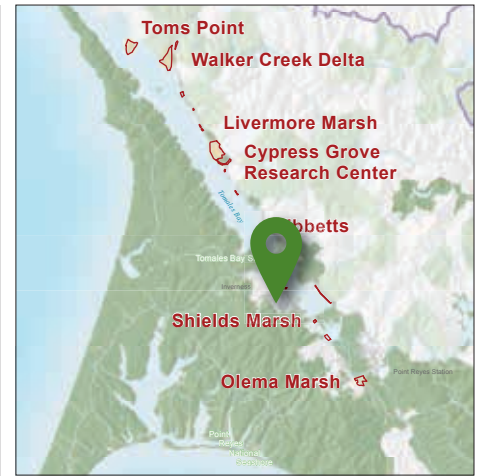 Toms Point
Walker Creek Delta
Livermore Marsh
Cypress Grove
Research Center
Tomales Bay
bbetts
Tomales Bay S
Inverness
Shields Marsh
Point Reyes Station
Olema Marsh
Point
Reyes
National
Seashore